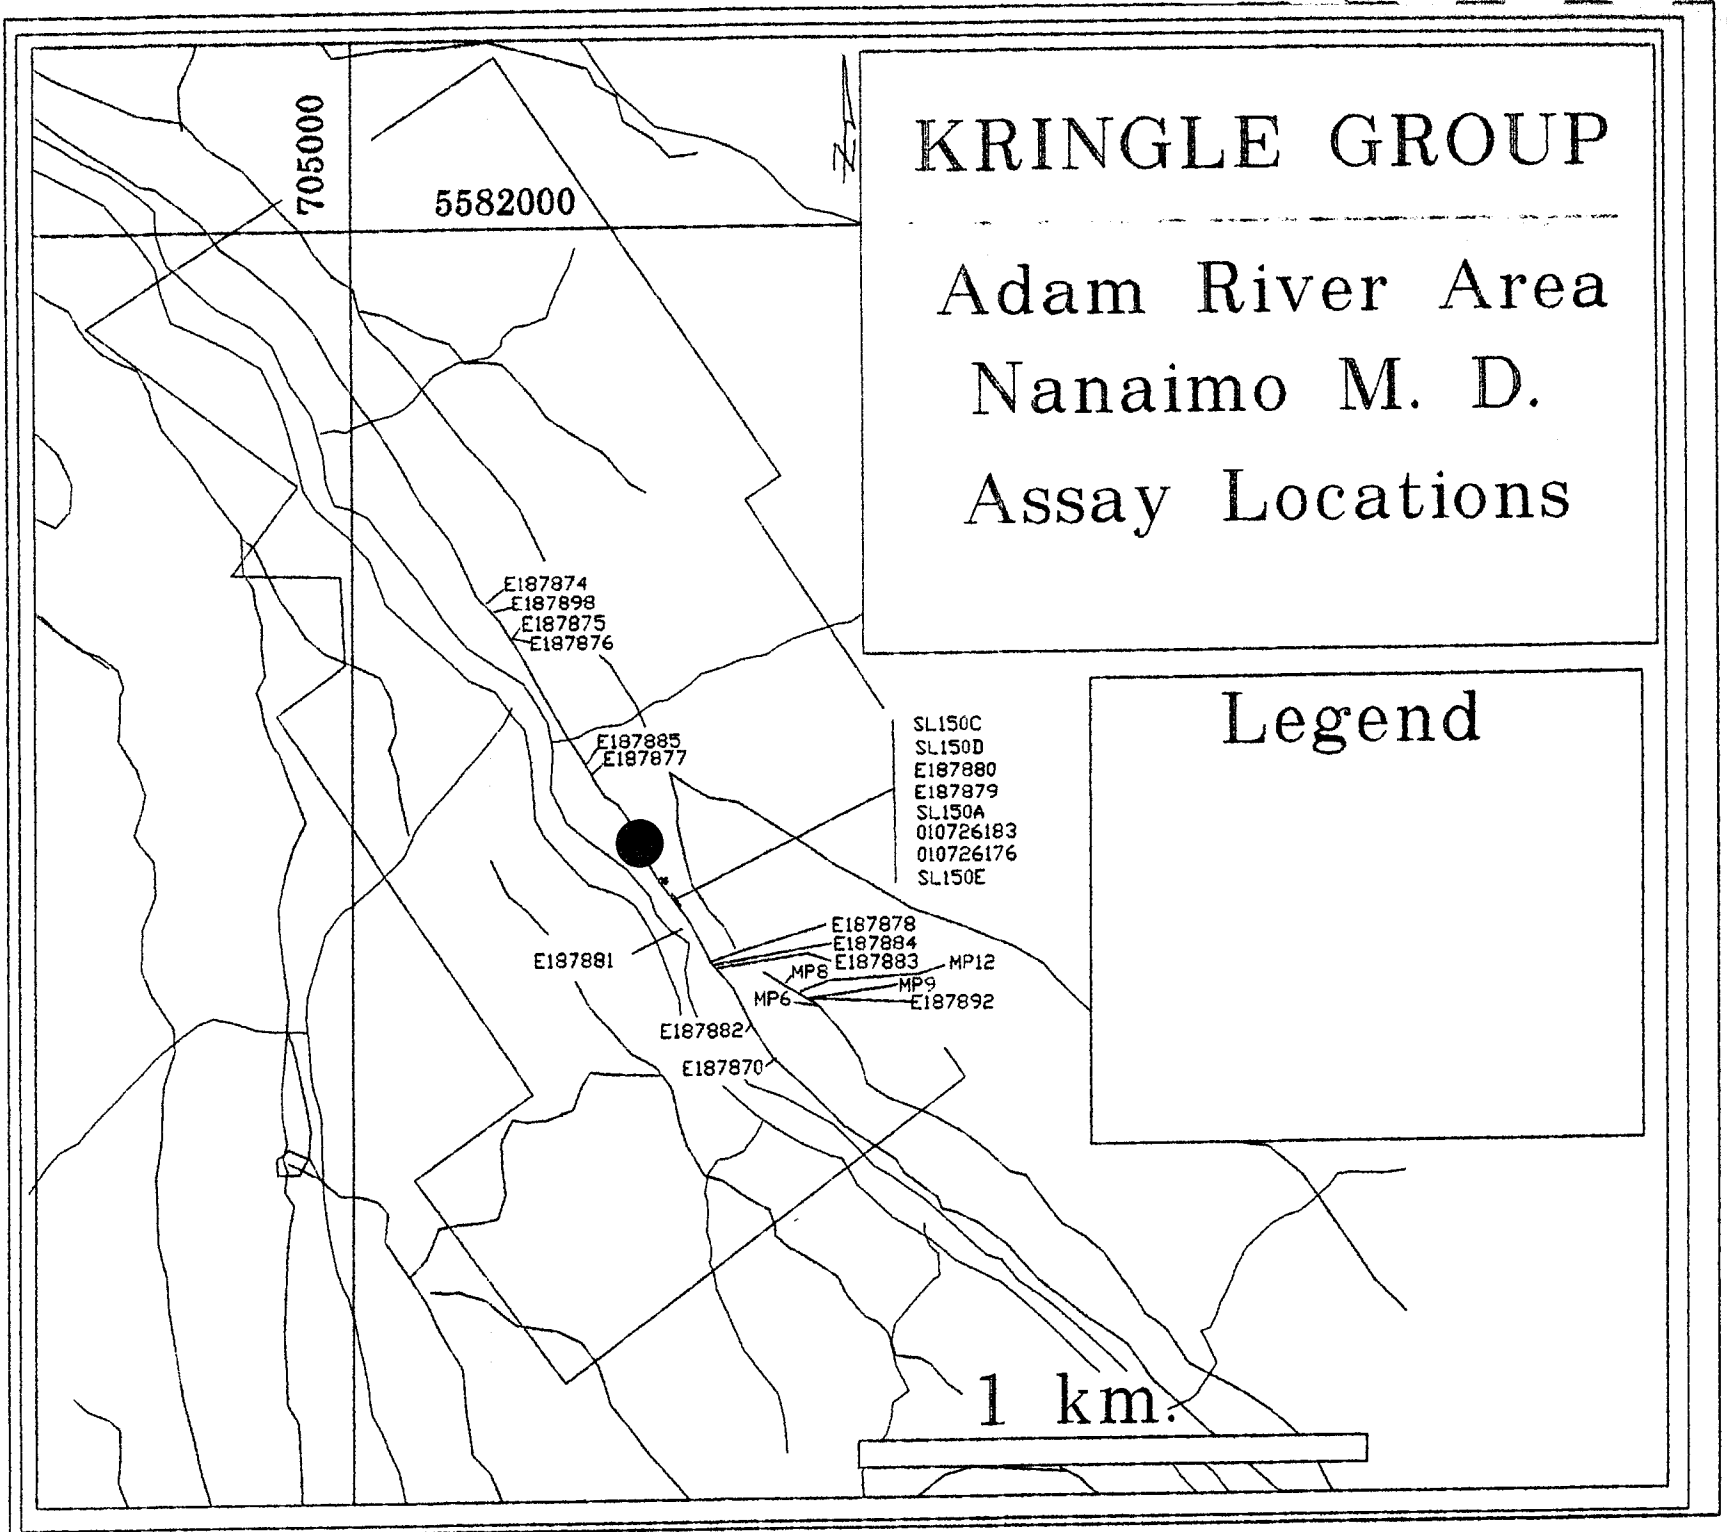 KRINGLE GROUP
Adam River Area
Nanaimo M. D.
Assay Locations
705000
5582000
N
Legend
E187874
E187898
E187875
E187876
E187885
E187877
SL150C
SL150D
E187880
E187879
SL150A
010726183
010726176
SL150E
E187878
E187884
E187883
MP12
MP8
MP9
MP6
E187892
E187881
E187882
E187870
1 km.